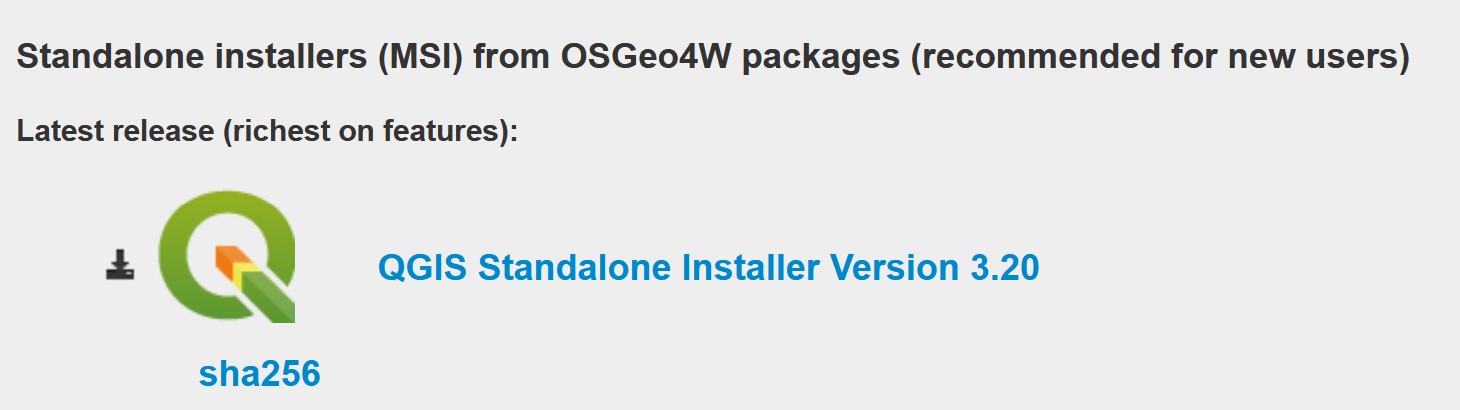 Standalone installers (MSI) from OSGeo4W packages (recommended for new users)
Latest release (richest on features):
QGIS Standalone Installer Version 3.20
sha256